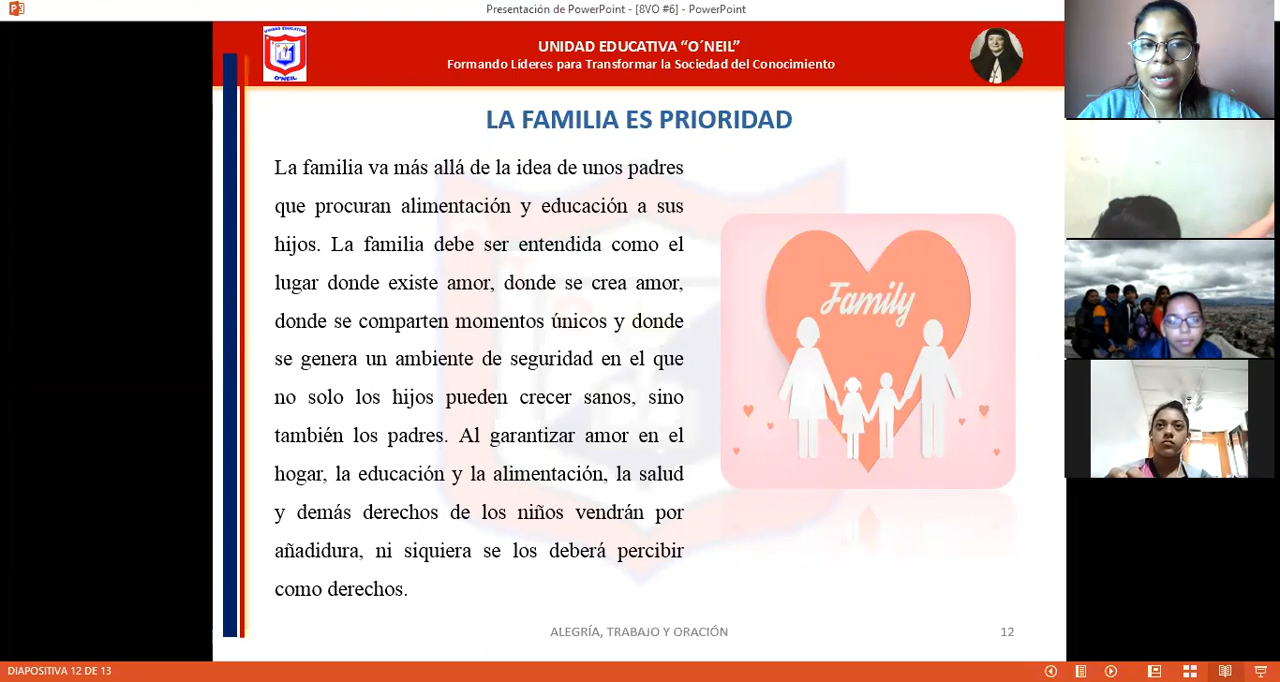 Presentación de PowerPoint - [8VO #6] - PowerPoint
UNIDAD EDUCATIVA
O'NEIL
UNIDAD EDUCATIVA “O´NEIL”
Formando Líderes para Transformar la Sociedad del Conocimiento
LA FAMILIA ES PRIORIDAD
La familia va más allá de la idea de unos padres
que procuran alimentación y educación a sus
hijos. La familia debe ser entendida como el
lugar donde existe amor, donde se crea amor,
donde se comparten momentos únicos y donde
se genera un ambiente de seguridad en el que
no solo los hijos pueden crecer sanos, sino
también los padres. Al garantizar amor en el
hogar, la educación y la alimentación, la salud
y demás derechos de los niños vendrán por
añadidura, ni siquiera se los deberá percibir
como derechos.
Family
ALEGRÍA, TRABAJO Y ORACIÓN
12
DIAPOSITIVA 12 DE 13